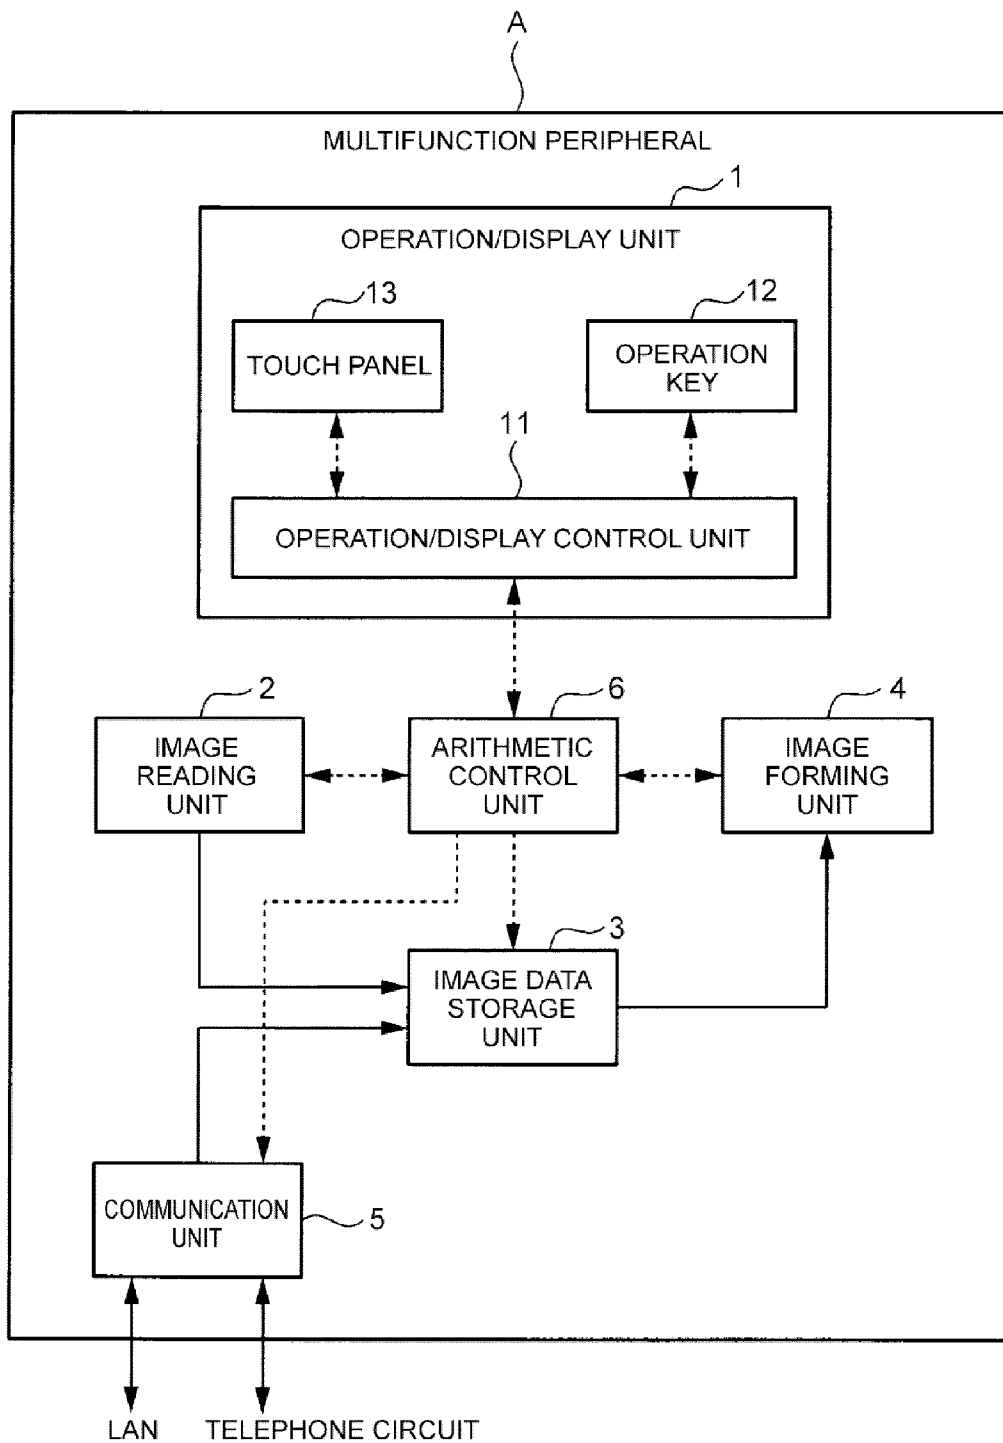 A
MULTIFUNCTION PERIPHERAL
1
OPERATION/DISPLAY UNIT
13
12
TOUCH PANEL
OPERATION
KEY
11
OPERATION/DISPLAY CONTROL UNIT
2
6
4
IMAGE
READING
UNIT
ARITHMETIC
CONTROL
UNIT
IMAGE
FORMING
UNIT
3
IMAGE DATA
STORAGE
UNIT
COMMUNICATION
UNIT
5
LAN
TELEPHONE CIRCUIT